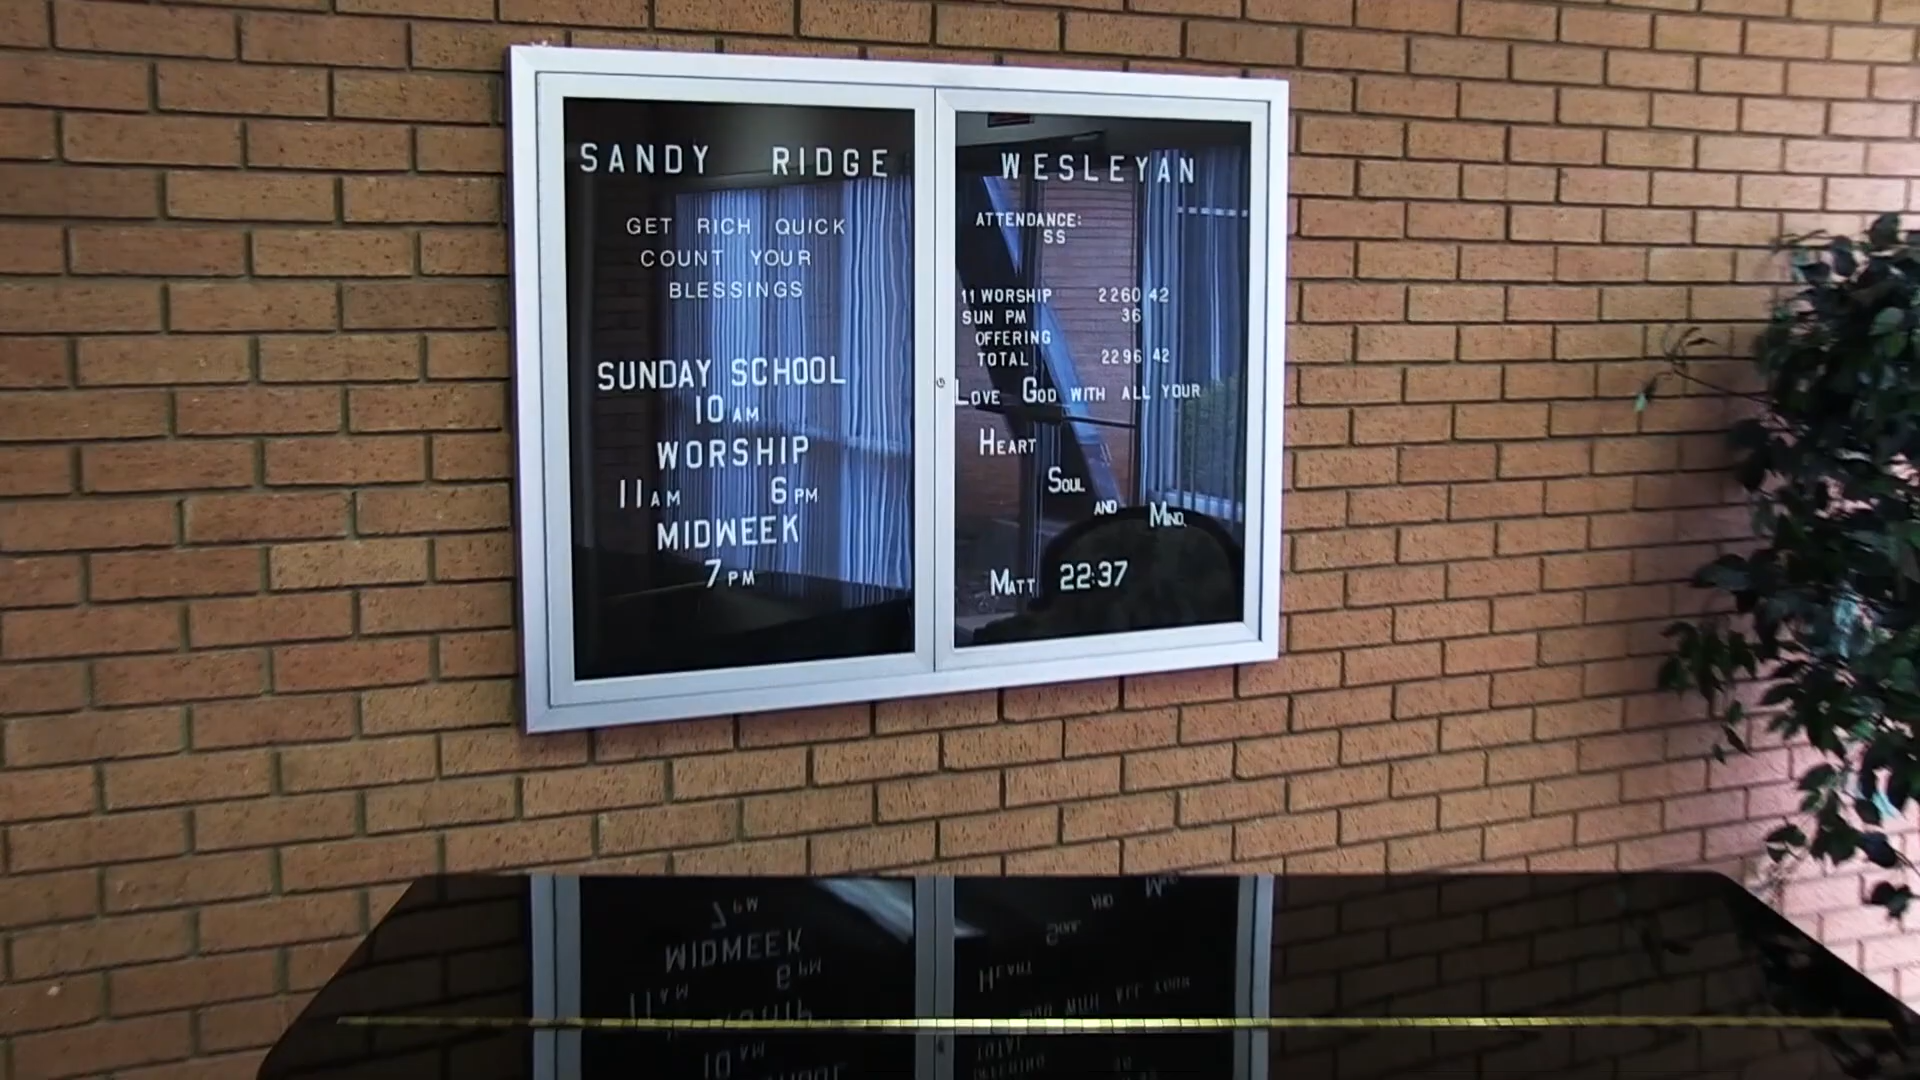 SANDY RIDGE
GET RICH QUICK
COUNT YOUR
BLESSINGS
SUNDAY SCHOOL
10 AM
WORSHIP
11 AM 6 PM
MIDWEEK
7 PM
WESLEYAN
ATTENDANCE:
SS
11 WORSHIP 2260 42
SUN PM 36
OFFERING
TOTAL 2296 42
LOVE GOD WITH ALL YOUR
HEART
SOUL
AND MIND.
MATT 22:37